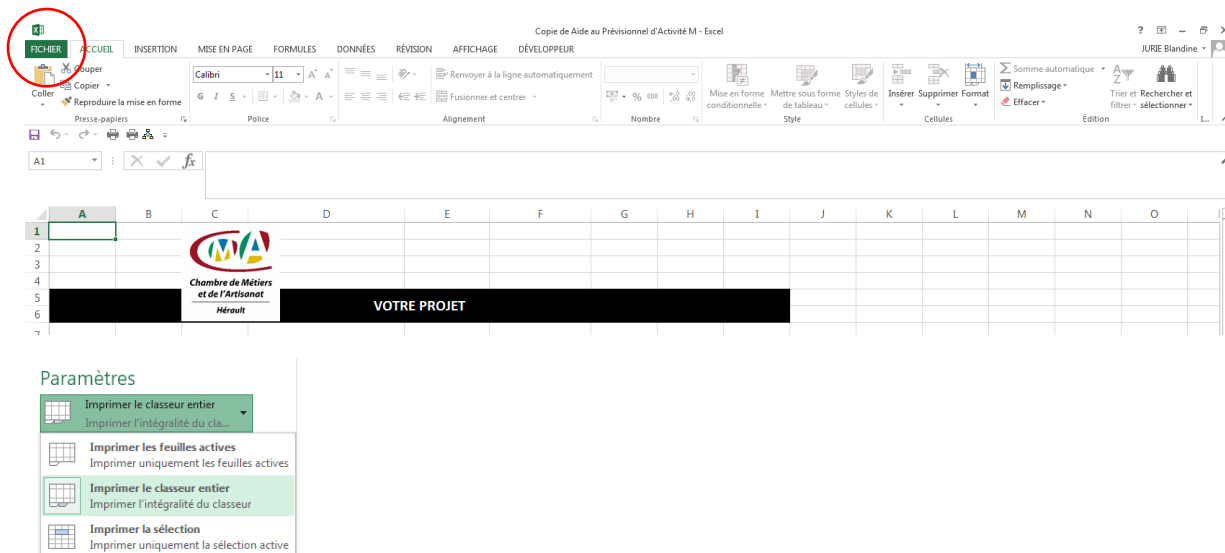 Copie de Aide au Prévisionnel d'Activité M - Excel
FICHIER ACCUEIL INSERTION MISE EN PAGE FORMULES DONNÉES RÉVISION AFFICHAGE DÉVELOPPEUR JURIE Blandine
Couper Calibri 11 Renvoyer à la ligne automatiquement Somme automatique
Copier Remplissage
Coller Reproduire la mise en forme G I S Fusionner et centrer % 000 Mise en forme conditionnelle Mettre sous forme de tableau Styles de cellules Insérer Supprimer Format Effacer Trier et filtrer Rechercher et sélectionner
Presse-papiers Police Alignement Nombre Style Cellules Édition
A1 fx
A B C D E F G H I J K L M N O
1
2
3
4
5
6
7
CMA
Chambre de Métiers
et de l'Artisanat
Hérault
VOTRE PROJET
Paramètres
Imprimer le classeur entier
Imprimer l'intégralité du cla...
Imprimer les feuilles actives
Imprimer uniquement les feuilles actives
Imprimer le classeur entier
Imprimer l'intégralité du classeur
Imprimer la sélection
Imprimer uniquement la sélection active